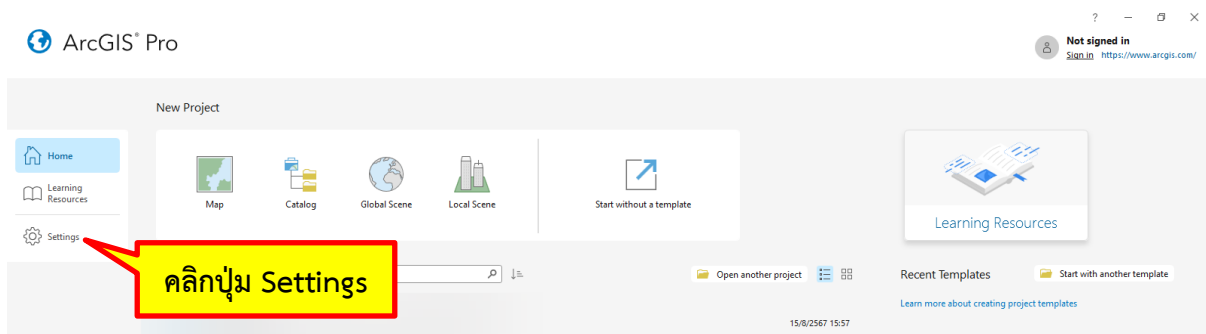 ?
ArcGIS® Pro
Not signed in
Sign in https://www.arcgis.com/
New Project
Home
Learning
Resources
Settings
Map
Catalog
Global Scene
Local Scene
Start without a template
Learning Resources
คลิกปุ่ม Settings
Open another project
Recent Templates
Start with another template
Learn more about creating project templates
15/8/2567 15:57